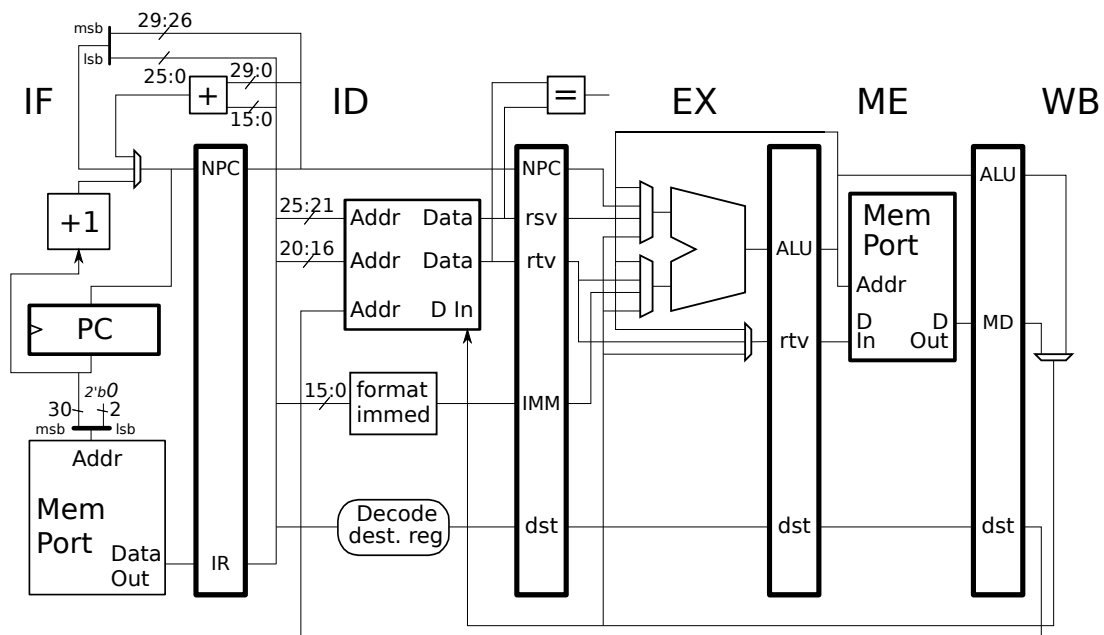 msb
29:26
lsb
25:0
29:0
15:0
+
=
IF
ID
EX
ME
WB
NPC
NPC
ALU
+1
25:21
Addr
Data
rsv
Mem
Port
20:16
Addr
Data
rtv
ALU
Addr
PC
Addr
D In
D
In
D
Out
MD
rtv
2'b0
30
2
msb
lsb
15:0
format
immed
IMM
Addr
Mem
Port
Data
Out
IR
Decode
dest. reg
dst
dst
dst